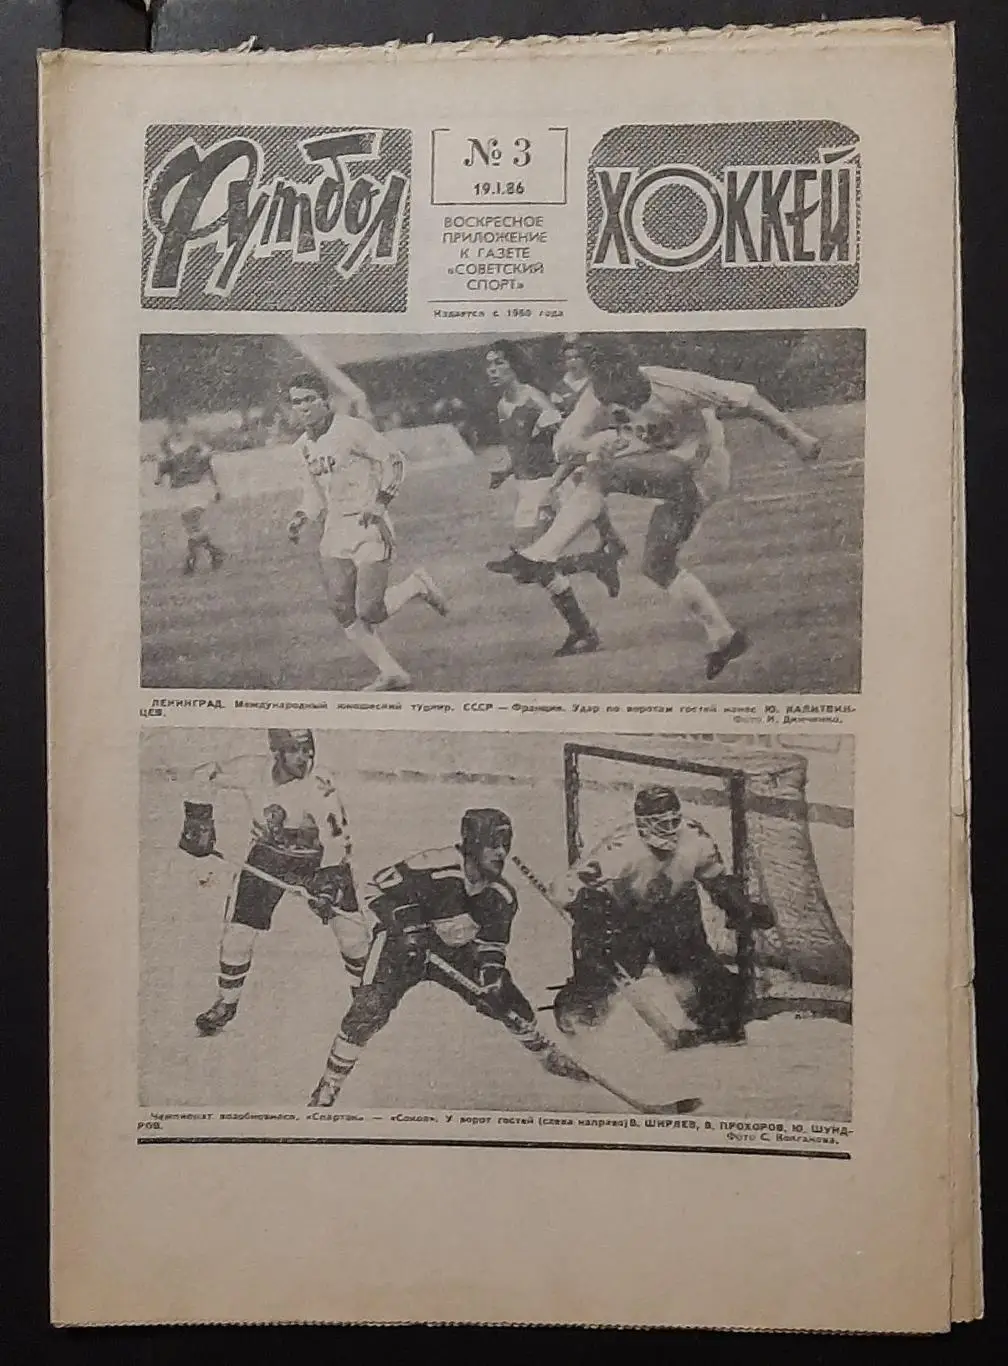 Футбол
№ 3
19.I.86
ВОСКРЕСНОЕ
ПРИЛОЖЕНИЕ
К ГАЗЕТЕ
«СОВЕТСКИЙ
СПОРТ»
Издается с 1960 года
ХОККЕЙ
СССР
ЛЕНИНГРАД. Международный юношеский турнир. СССР — Франция. Удар по воротам гостей нанес Ю. КАЛИТВИН-
ЦЕВ.
Фото И.
Чемпионат возобновился. «Спартак» — «Сокол». У ворот гостей (слева направо) В. ШИРЯЕВ, В. ПРОХОРОВ, Ю. ШУНД-
РОВ.
Фото С. Колганова.